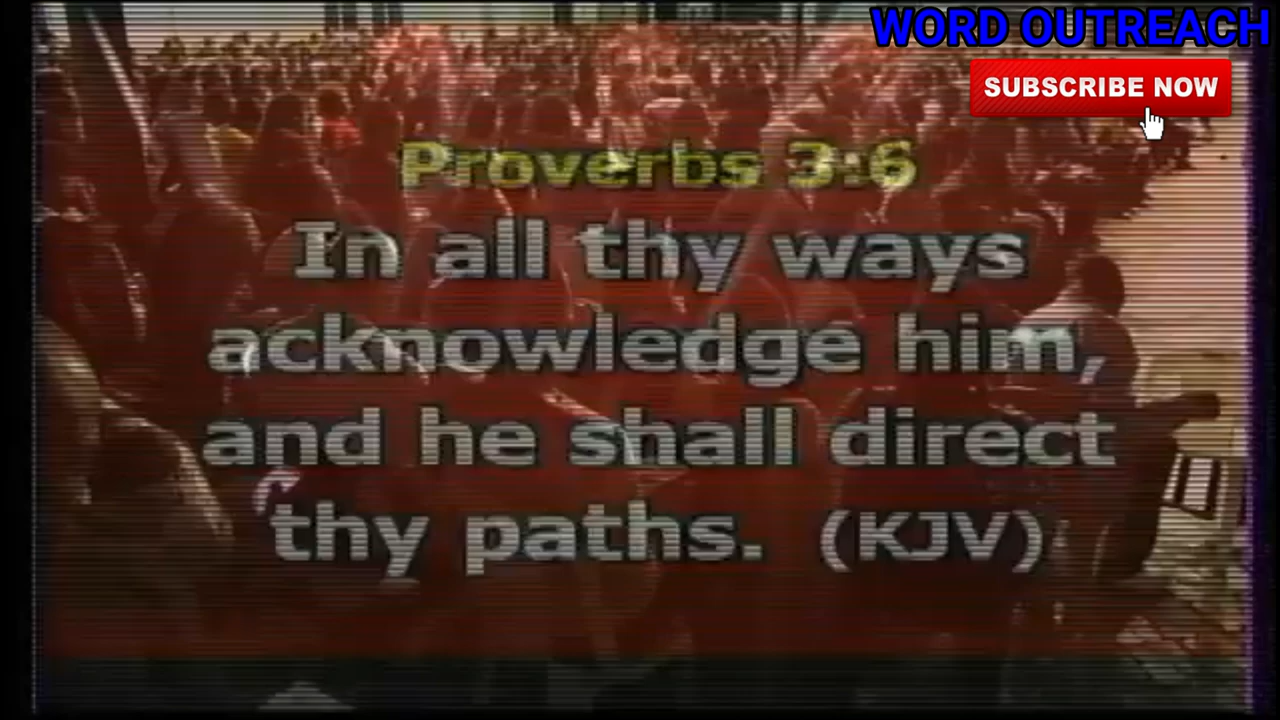 WORD OUTREACH
SUBSCRIBE NOW
Proverbs 3:6
In all thy ways
acknowledge him,
and he shall direct
thy paths. (KJV)